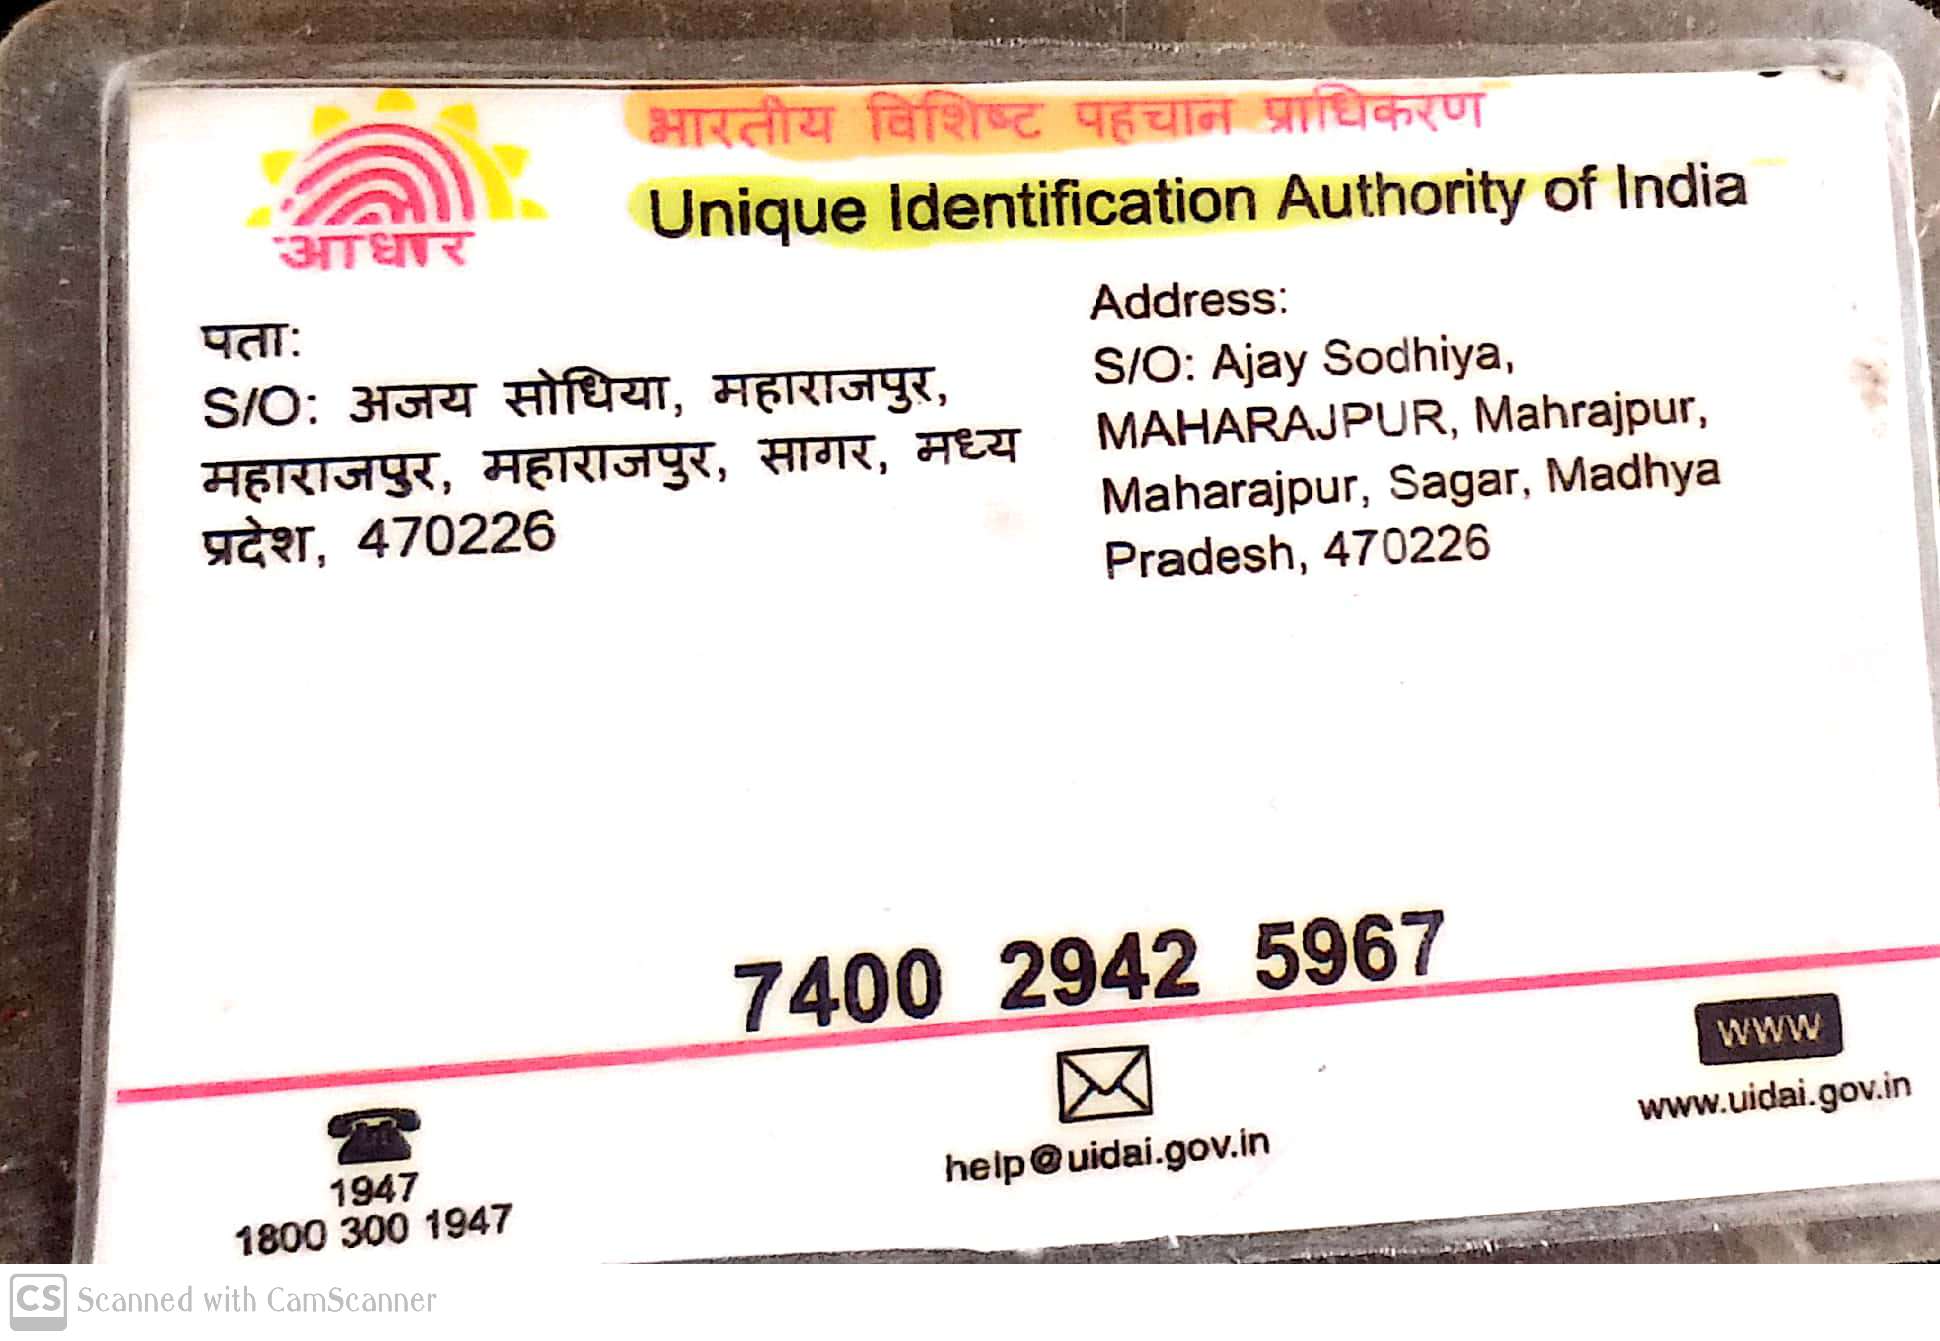 भारतीय विशिष्ट पहचान प्राधिकरण
Unique Identification Authority of India
आधार
पता:
S/O: अजय सोधिया, महाराजपुर,
महाराजपुर, महाराजपुर, सागर, मध्य
प्रदेश, 470226
Address:
S/O: Ajay Sodhiya,
MAHARAJPUR, Mahrajpur,
Maharajpur, Sagar, Madhya
Pradesh, 470226
7400 2942 5967
1947
1800 300 1947
help@uidai.gov.in
WWW
www.uidai.gov.in
CS Scanned with CamScanner